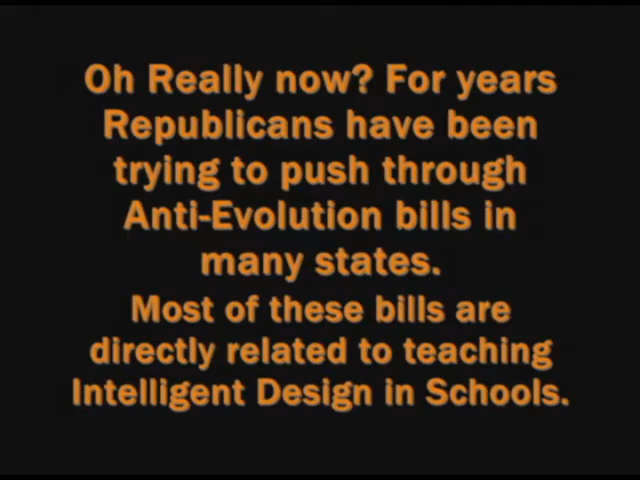 Oh Really now? For years
Republicans have been
trying to push through
Anti-Evolution bills in
many states.
Most of these bills are
directly related to teaching
Intelligent Design in Schools.